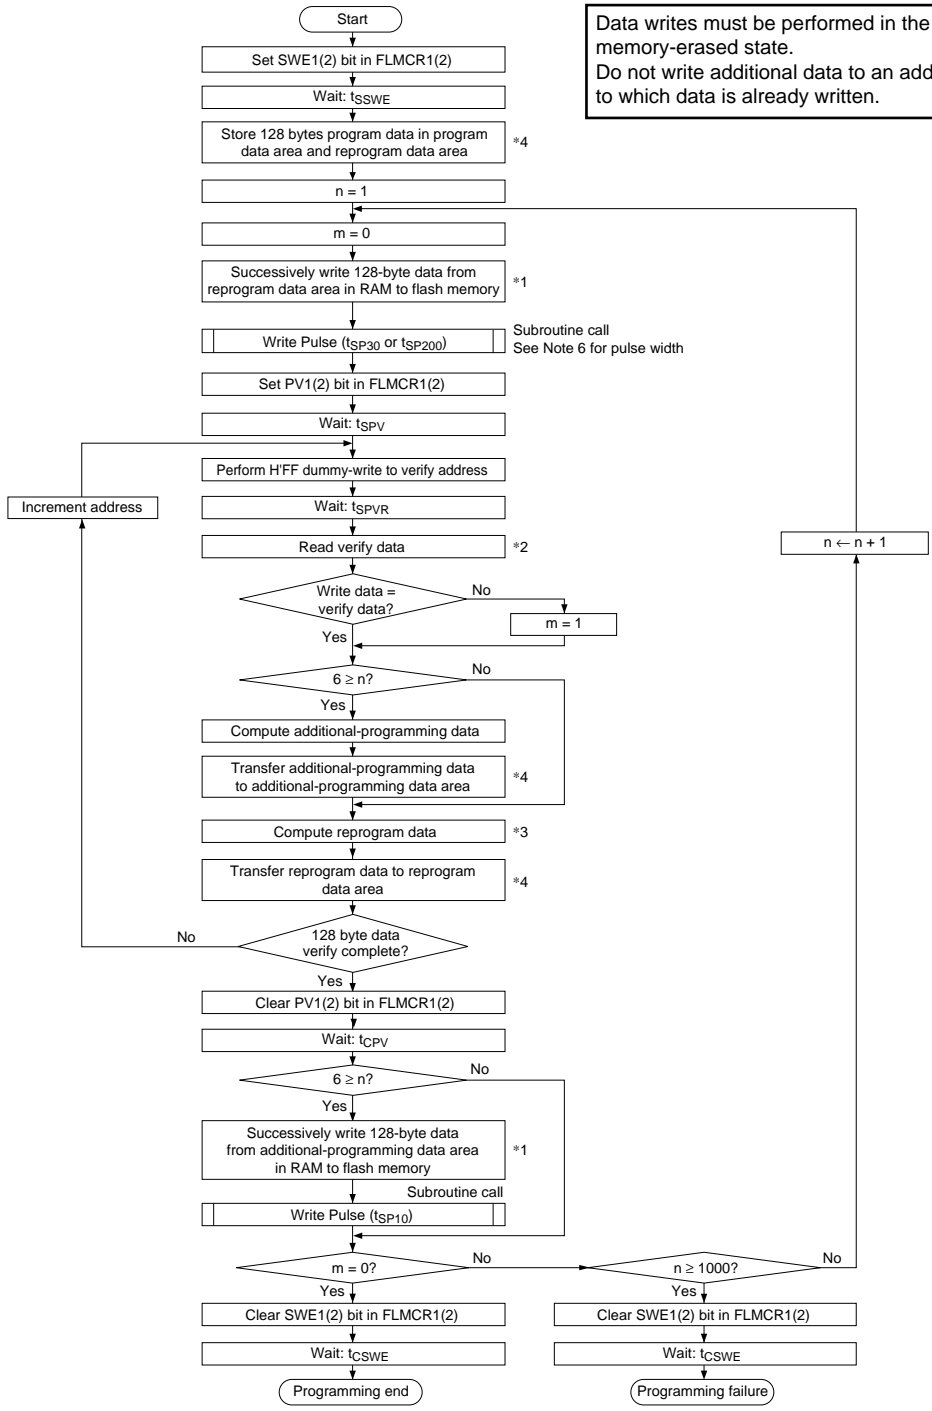 Start
Data writes must be performed in the
memory-erased state.
Do not write additional data to an add
to which data is already written.
Set SWE1(2) bit in FLMCR1(2)
Wait: tSSWE
Store 128 bytes program data in program
data area and reprogram data area
*4
n = 1
m = 0
Successively write 128-byte data from
reprogram data area in RAM to flash memory
*1
Write Pulse (tSP30 or tSP200)
Subroutine call
See Note 6 for pulse width
Set PV1(2) bit in FLMCR1(2)
Wait: tSPV
Perform H'FF dummy-write to verify address
Increment address
Wait: tSPVR
Read verify data
*2
n ← n + 1
Write data =
verify data?
No
m = 1
Yes
6 ≥ n?
No
Yes
Compute additional-programming data
Transfer additional-programming data
to additional-programming data area
*4
Compute reprogram data
*3
Transfer reprogram data to reprogram
data area
*4
128 byte data
verify complete?
No
Yes
Clear PV1(2) bit in FLMCR1(2)
Wait: tCPV
6 ≥ n?
No
Yes
Successively write 128-byte data
from additional-programming data area
in RAM to flash memory
*1
Subroutine call
Write Pulse (tSP10)
m = 0?
No
n ≥ 1000?
No
Yes
Yes
Clear SWE1(2) bit in FLMCR1(2)
Clear SWE1(2) bit in FLMCR1(2)
Wait: tCSWE
Wait: tCSWE
Programming end
Programming failure